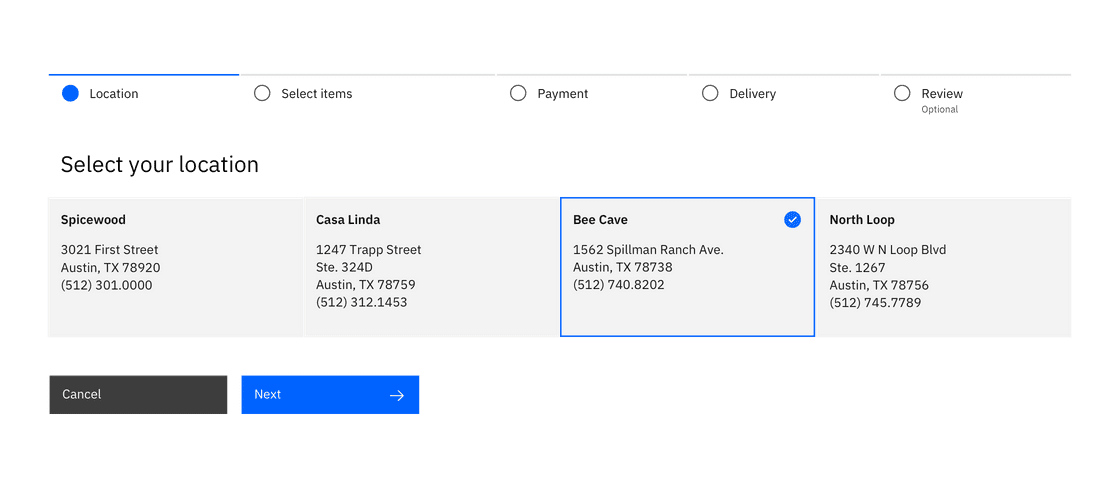 Location
Select items
Payment
Delivery
Review
Optional
Select your location
Spicewood
3021 First Street
Austin, TX 78920
(512) 301.0000
Casa Linda
1247 Trapp Street
Ste. 324D
Austin, TX 78759
(512) 312.1453
Bee Cave
1562 Spillman Ranch Ave.
Austin, TX 78738
(512) 740.8202
North Loop
2340 W N Loop Blvd
Ste. 1267
Austin, TX 78756
(512) 745.7789
Cancel
Next